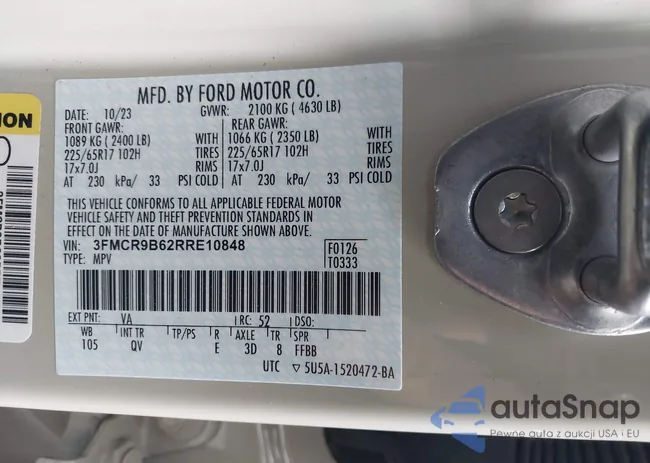 MFD. BY FORD MOTOR CO.
DATE: 10/23 GVWR: 2100 KG ( 4630 LB)
FRONT GAWR: REAR GAWR:
1089 KG ( 2400 LB) WITH 1066 KG ( 2350 LB) WITH
225/65R17 102H TIRES 225/65R17 102H TIRES
17x7.0J RIMS 17x7.0J RIMS
AT 230 kPa/ 33 PSI COLD AT 230 kPa/ 33 PSI COLD
THIS VEHICLE CONFORMS TO ALL APPLICABLE FEDERAL MOTOR
VEHICLE SAFETY AND THEFT PREVENTION STANDARDS IN
EFFECT ON THE DATE OF MANUFACTURE SHOWN ABOVE.
VIN: 3FMCR9B62RRE10848 F0126
TYPE: MPV T0333
EXT PNT: VA RC: 52 DSO:
WB INT TR TP/PS R AXLE TR SPR
105 QV E 3D 8 FFBB
UTC ▽ 5U5A-1520472-BA
autaSnap
Pewne auta z aukcji USA i EU